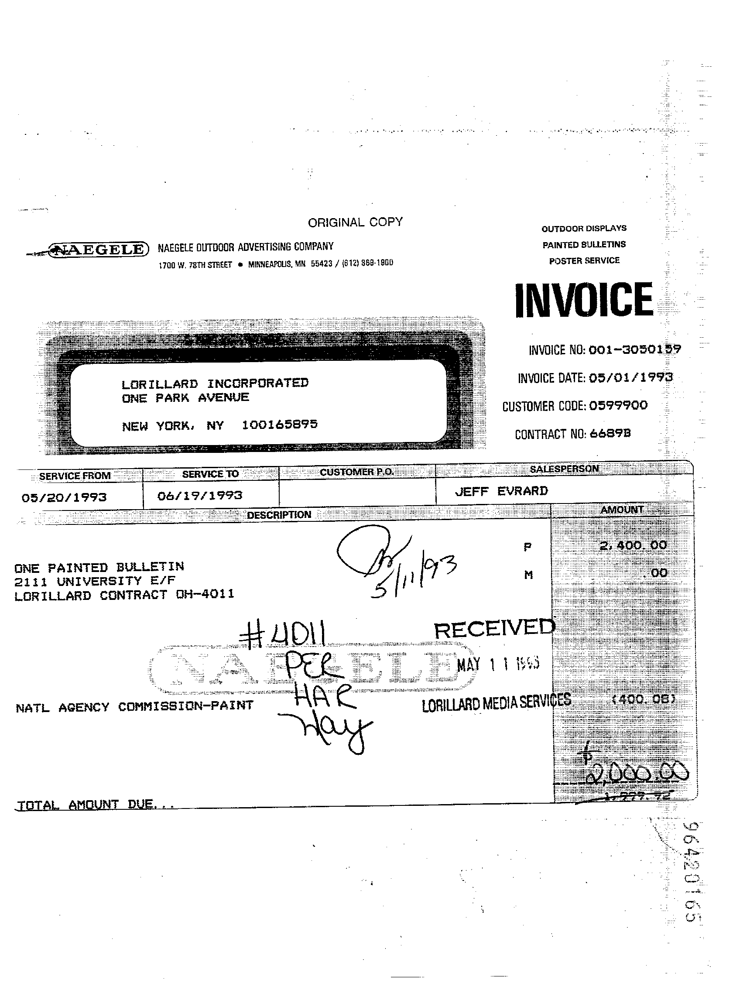 ORIGINAL COPY
NAEGELE
NAEGELE OUTDOOR ADVERTISING COMPANY
1700 W. 78TH STREET • MINNEAPOLIS, MN 55423 / (612) 869-1900
OUTDOOR DISPLAYS
PAINTED BULLETINS
POSTER SERVICE
INVOICE
INVOICE NO: 001-3050159
INVOICE DATE: 05/01/1993
CUSTOMER CODE: 0599900
CONTRACT NO: 6689B
LORILLARD INCORPORATED
ONE PARK AVENUE
NEW YORK, NY 100165895
SERVICE FROM SERVICE TO CUSTOMER P.O. SALESPERSON
05/20/1993 06/19/1993 JEFF EVRARD
DESCRIPTION AMOUNT
P 2,400.00
ONE PAINTED BULLETIN
2111 UNIVERSITY E/F
LORILLARD CONTRACT OH-4011
M .00
5/11/93
#4011
PER
HAR
Way
RECEIVED
MAY 11 1993
LORILLARD MEDIA SERVICES
NAEGELE
NATL AGENCY COMMISSION-PAINT (400.08)
$2,000.00
TOTAL AMOUNT DUE... 1,999.92
96420165